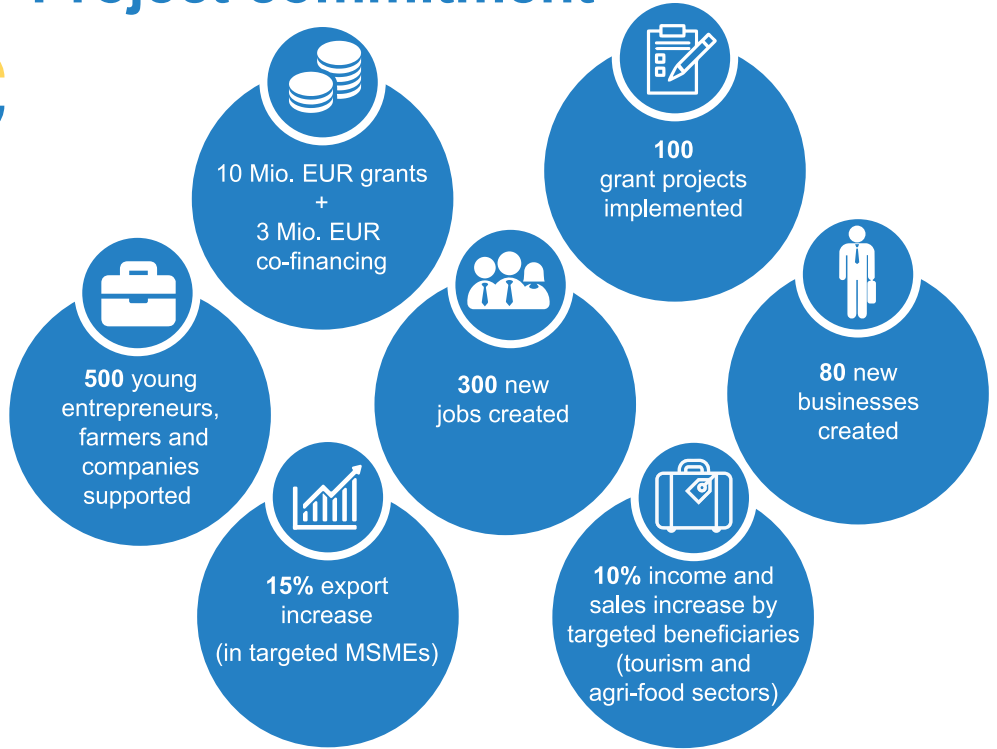 Project commitment
10 Mio. EUR grants
+
3 Mio. EUR
co-financing
100
grant projects
implemented
500 young
entrepreneurs,
farmers and
companies
supported
300 new
jobs created
80 new
businesses
created
15% export
increase
(in targeted MSMEs)
10% income and
sales increase by
targeted beneficiaries
(tourism and
agri-food sectors)